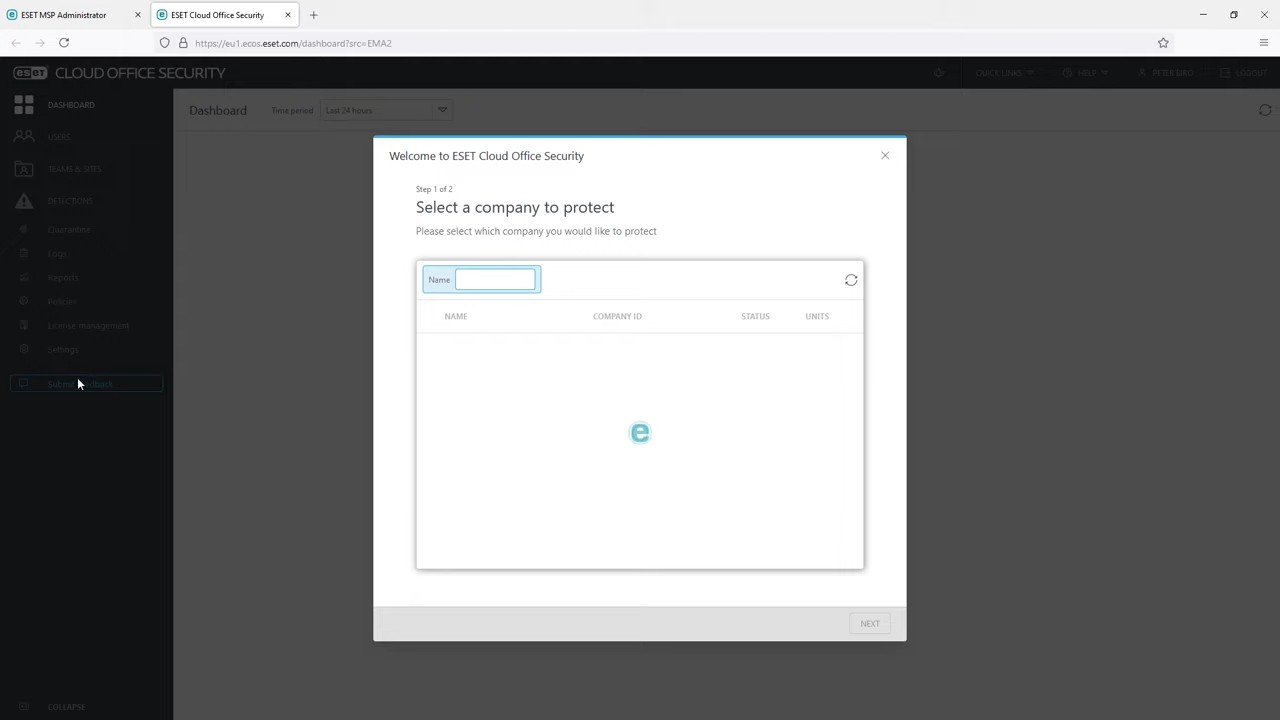 ESET MSP Administrator
ESET Cloud Office Security
https://eu1.ecos.eset.com/dashboard?src=EMA2
eset CLOUD OFFICE SECURITY
QUICK LINKS
HELP
PETER BIRO
LOGOUT
DASHBOARD
USERS
TEAMS & SITES
DETECTIONS
Quarantine
Logs
Reports
Policies
License management
Settings
Submit feedback
COLLAPSE
Dashboard
Time period
Last 24 hours
Welcome to ESET Cloud Office Security
Step 1 of 2
Select a company to protect
Please select which company you would like to protect
Name
NAME
COMPANY ID
STATUS
UNITS
e
NEXT